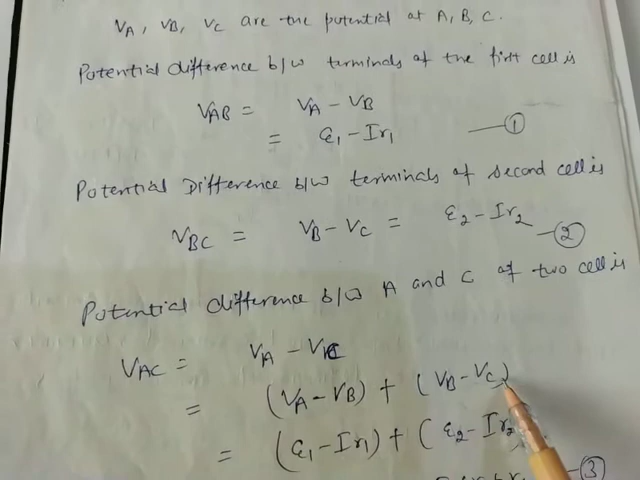 VA, VB, VC are the potential at A, B, C.
Potential difference b/w terminals of the first cell is
VAB = VA - VB
= ε1 - Ir1 —①
Potential Difference b/w terminals of second cell is
VBC = VB - VC = ε2 - Ir2 —②
Potential difference b/w A and C of two cell is
VAC = VA - VC
= (VA - VB) + (VB - VC)
= (ε1 - Ir1) + (ε2 - Ir2
—③